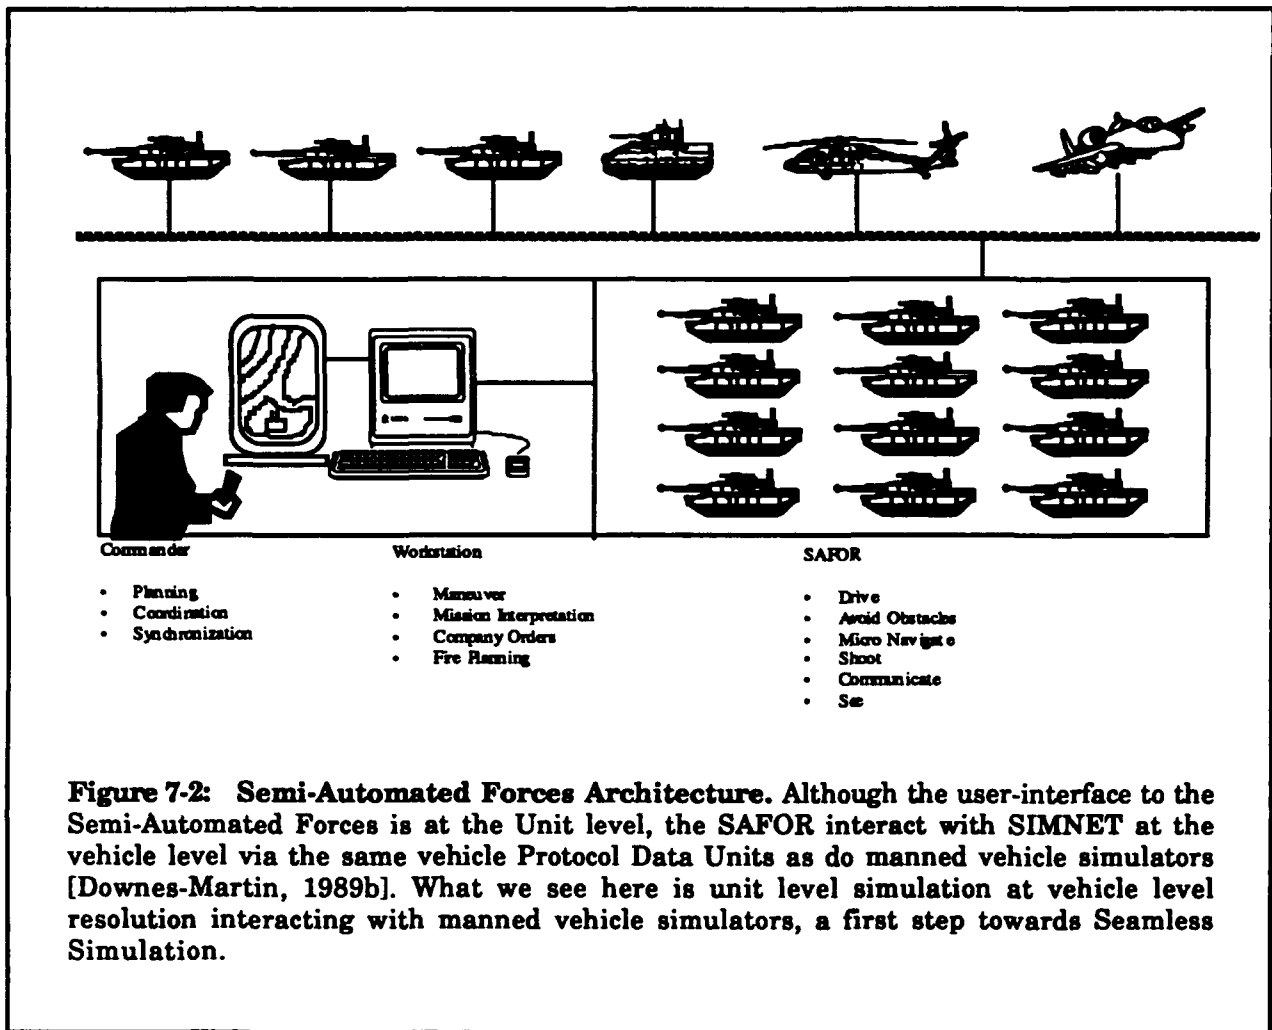 Commander
• Planning
• Coordination
• Synchronization
Workstation
• Maneuver
• Mission Interpretation
• Company Orders
• Fire Planning
SAFOR
• Drive
• Avoid Obstacles
• Micro Navigate
• Shoot
• Communicate
• See
Figure 7-2: Semi-Automated Forces Architecture. Although the user-interface to the
Semi-Automated Forces is at the Unit level, the SAFOR interact with SIMNET at the
vehicle level via the same vehicle Protocol Data Units as do manned vehicle simulators
[Downes-Martin, 1989b]. What we see here is unit level simulation at vehicle level
resolution interacting with manned vehicle simulators, a first step towards Seamless
Simulation.